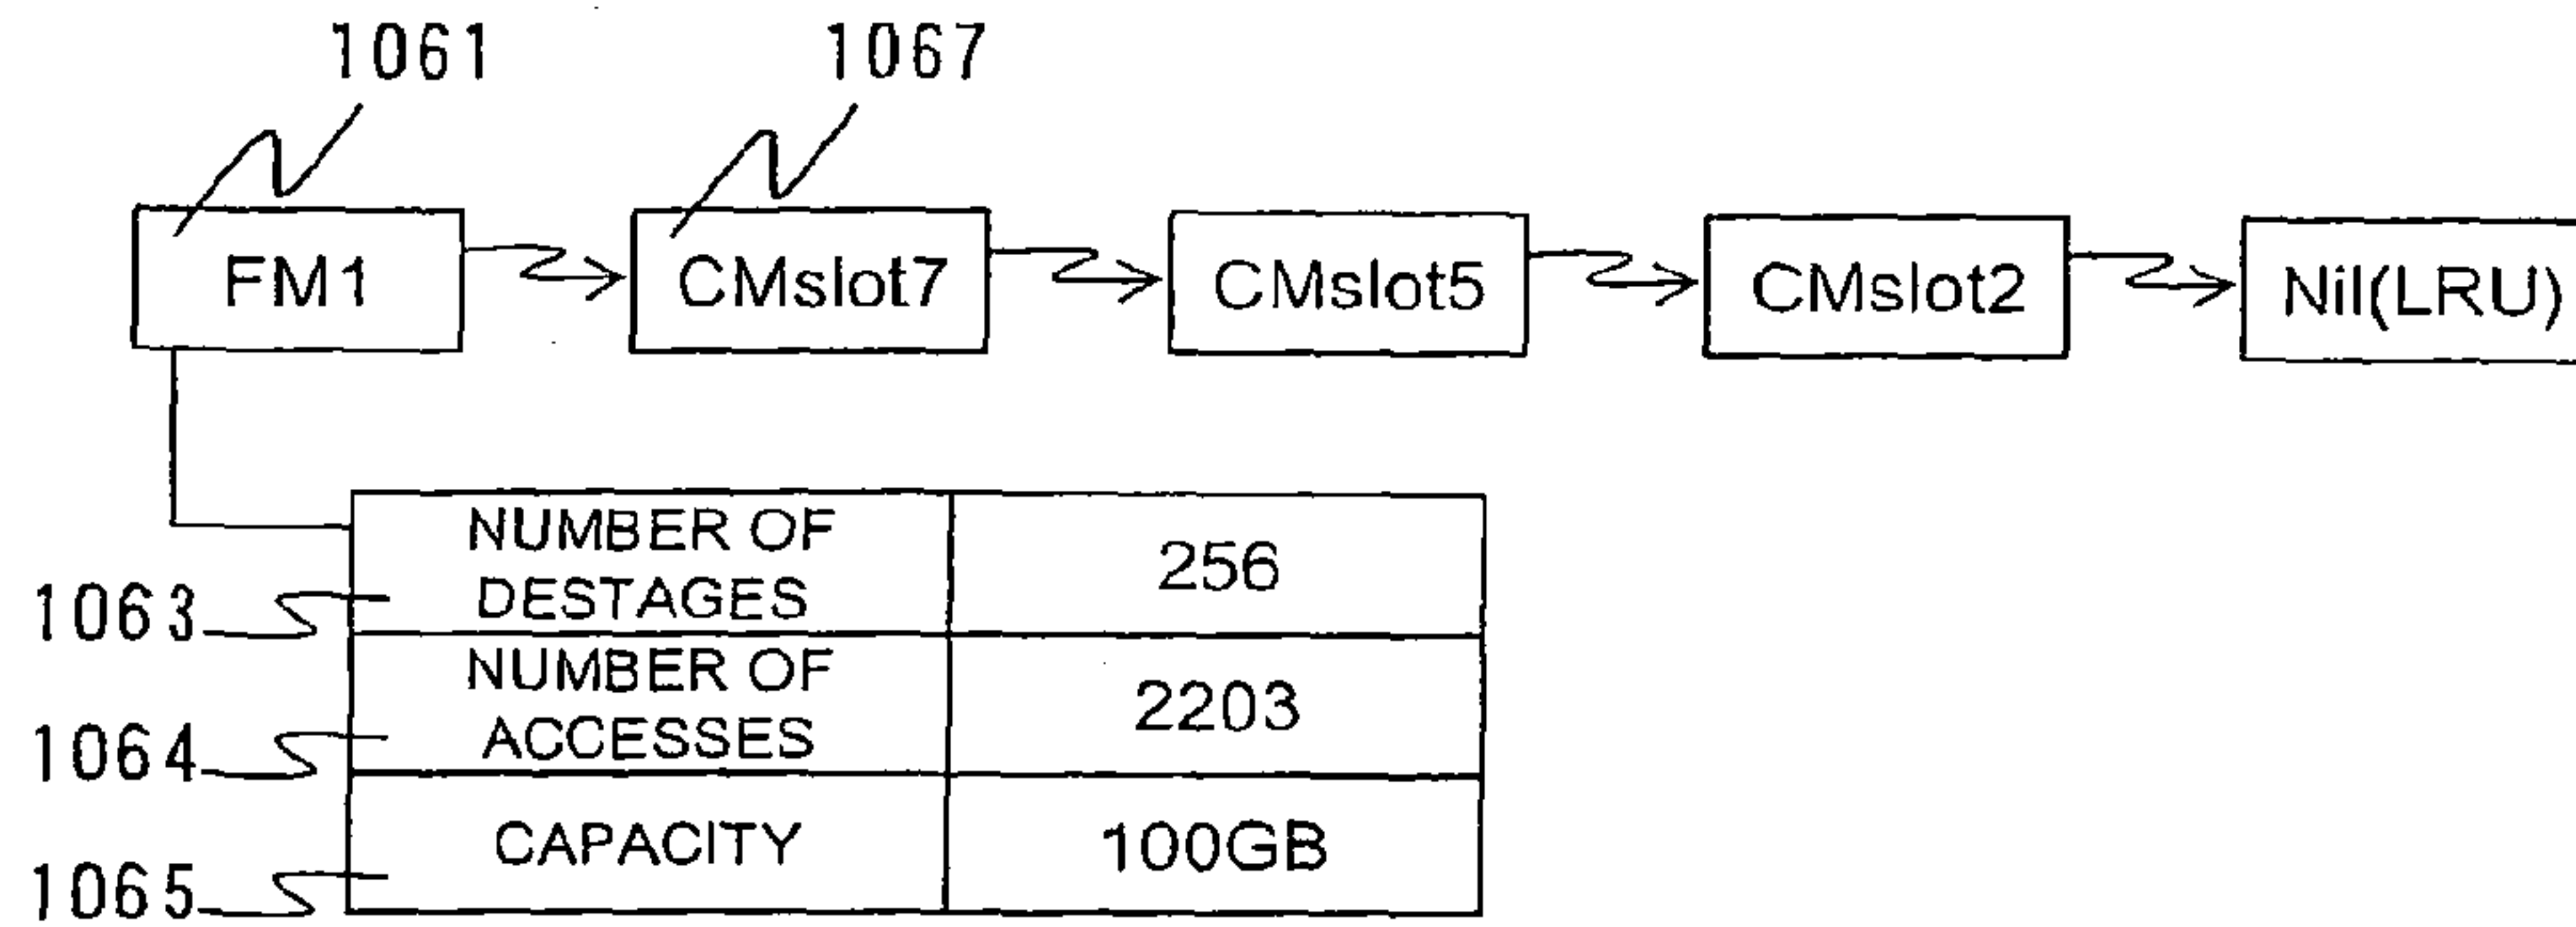 1061 1067
FM1 CMslot7 CMslot5 CMslot2 Nil(LRU)
NUMBER OF
DESTAGES 256
1063
NUMBER OF
ACCESSES 2203
1064
CAPACITY 100GB
1065